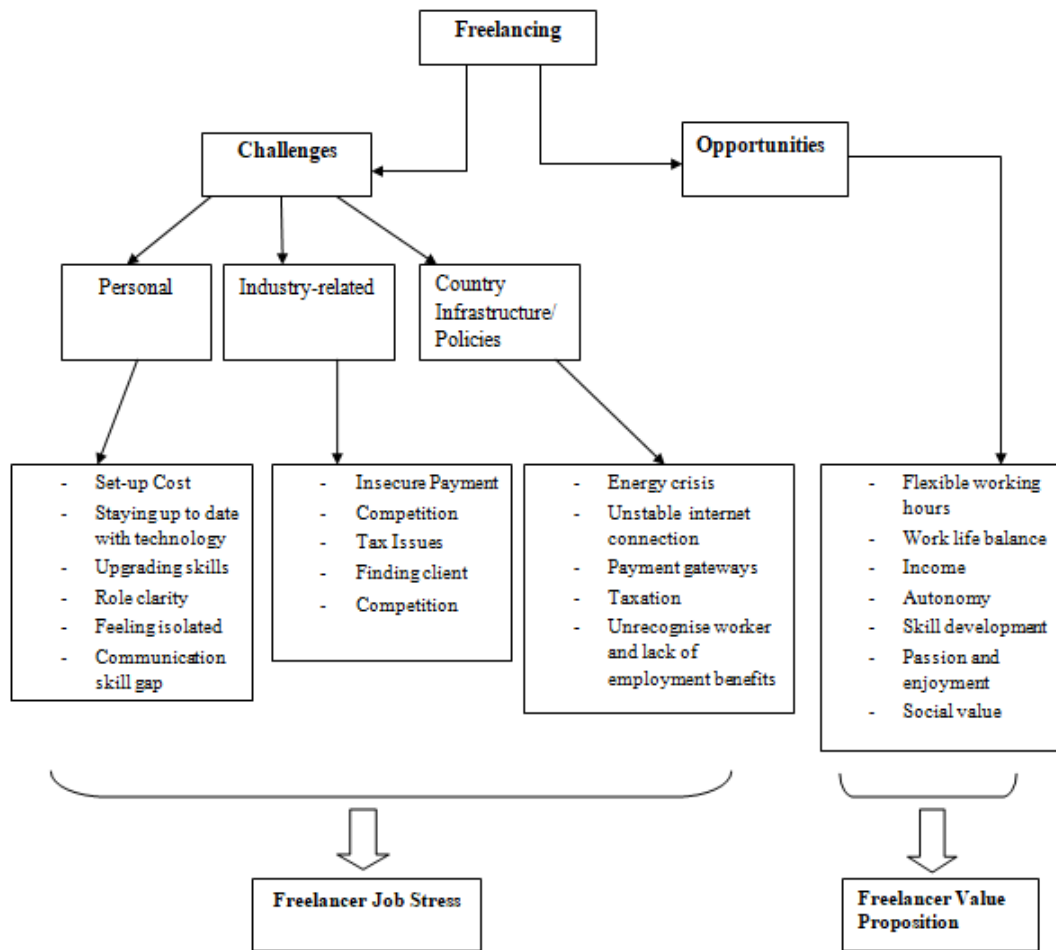 Freelancing
Challenges
Opportunities
Personal
Industry-related
Country
Infrastructure/
Policies
- Set-up Cost
- Staying up to date
with technology
- Upgrading skills
- Role clarity
- Feeling isolated
- Communication
skill gap
- Insecure Payment
- Competition
- Tax Issues
- Finding client
- Competition
- Energy crisis
- Unstable internet
connection
- Payment gateways
- Taxation
- Unrecognise worker
and lack of
employment benefits
- Flexible working
hours
- Work life balance
- Income
- Autonomy
- Skill development
- Passion and
enjoyment
- Social value
Freelancer Job Stress
Freelancer Value
Proposition